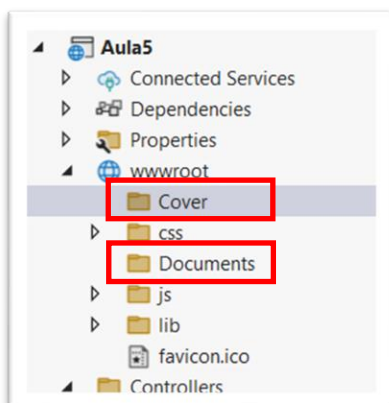 Aula5
Connected Services
Dependencies
Properties
wwwroot
Cover
css
Documents
js
lib
favicon.ico
Controllers